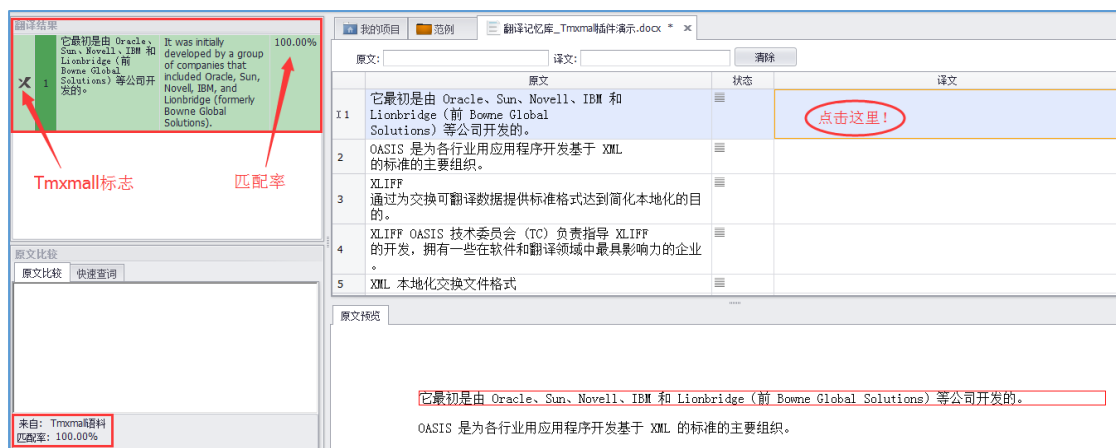 翻译结果
1
它最初是由 Oracle、
Sun、Novell、IBM 和
Lionbridge（前
Bowne Global
Solutions）等公司开
发的。
It was initially
developed by a group
of companies that
included Oracle, Sun,
Novell, IBM, and
Lionbridge (formerly
Bowne Global
Solutions).
100.00%
Tmxmall标志
匹配率
原文比较
原文比较 快速查询
来自: Tmxmall语料
匹配率: 100.00%
我的项目 范例 翻译记忆库_Tmxmall插件演示.docx * ×
原文: 译文: 清除
原文 状态 译文
I1
它最初是由 Oracle、Sun、Novell、IBM 和
Lionbridge（前 Bowne Global
Solutions）等公司开发的。
点击这里！
2
OASIS 是为各行业用应用程序开发基于 XML
的标准的主要组织。
3
XLIFF
通过为交换可翻译数据提供标准格式达到简化本地化的目
的。
4
XLIFF OASIS 技术委员会（TC）负责指导 XLIFF
的开发，拥有一些在软件和翻译领域中最具影响力的企业
。
5 XML 本地化交换文件格式
原文预览
它最初是由 Oracle、Sun、Novell、IBM 和 Lionbridge（前 Bowne Global Solutions）等公司开发的。
OASIS 是为各行业用应用程序开发基于 XML 的标准的主要组织。